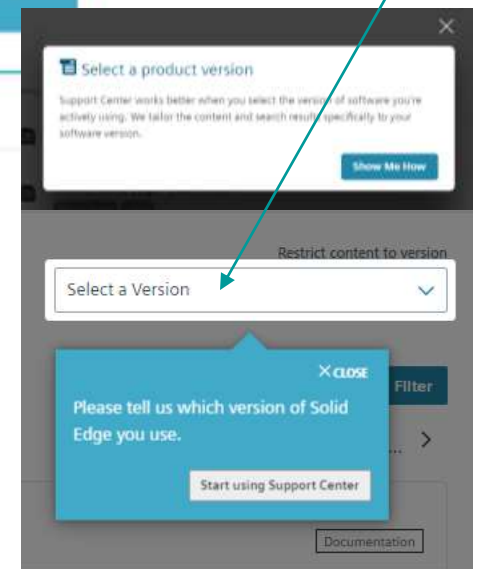 Select a product version
Support Center works better when you select the version of software you're
actively using. We tailor the content and search results specifically to your
software version.
Show Me How
Restrict content to version
Select a Version
×CLOSE
Filter
Please tell us which version of Solid
Edge you use.
... >
Start using Support Center
Documentation